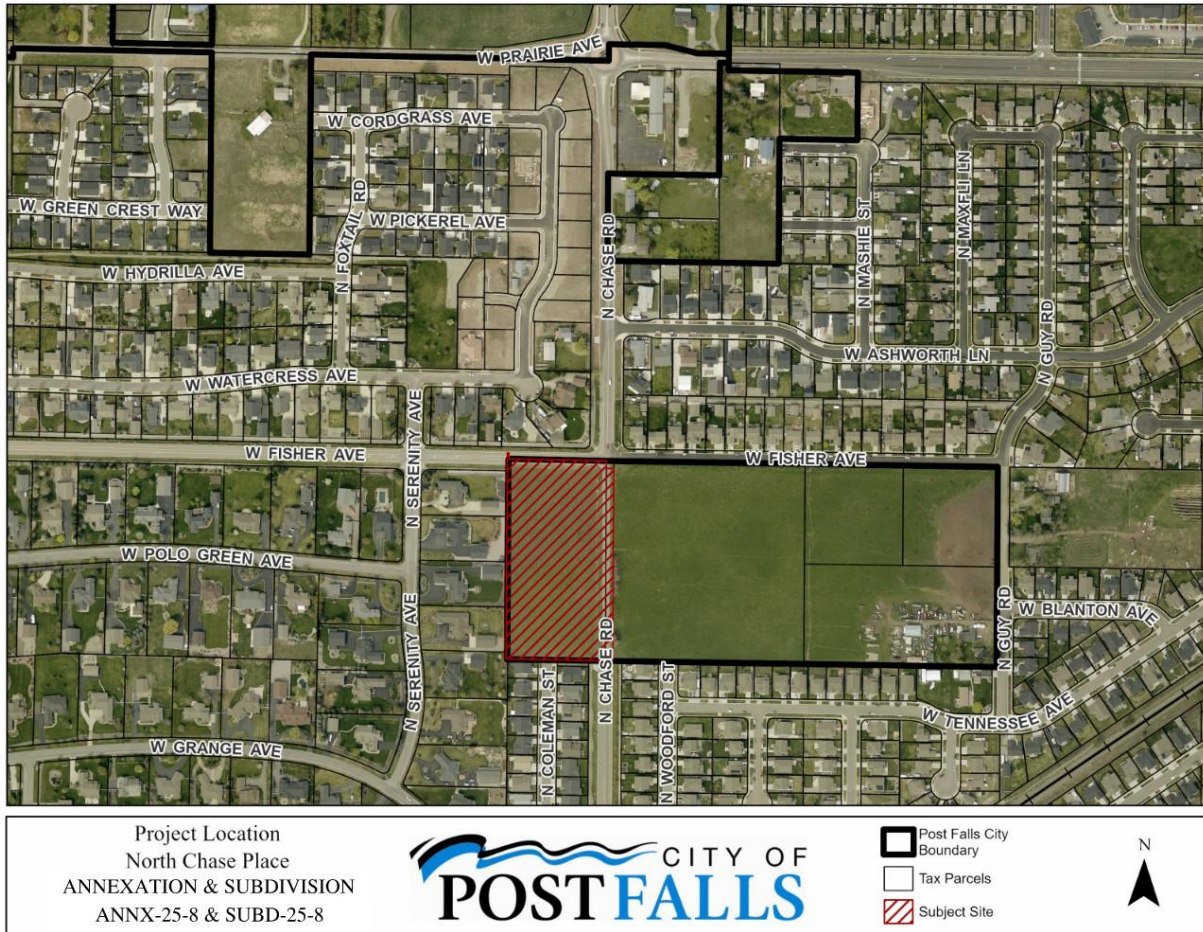 W PRAIRIE AVE
W CORDGRASS AVE
W GREEN CREST WAY
N FOXTAIL RD
W PICKEREL AVE
N CHASE RD
N MASHIE ST
N MAXFLI LN
W HYDRILLA AVE
N GUY RD
W ASHWORTH LN
W WATERCRESS AVE
N SERENITY AVE
W FISHER AVE
W FISHER AVE
W POLO GREEN AVE
N CHASE RD
N GUY RD
W BLANTON AVE
N SERENITY AVE
N COLEMAN ST
N CHASE RD
N WOODFORD ST
W TENNESSEE AVE
W GRANGE AVE
Project Location
North Chase Place
ANNEXATION & SUBDIVISION
ANNX-25-8 & SUBD-25-8
CITY OF
POST FALLS
Post Falls City
Boundary
Tax Parcels
Subject Site
N